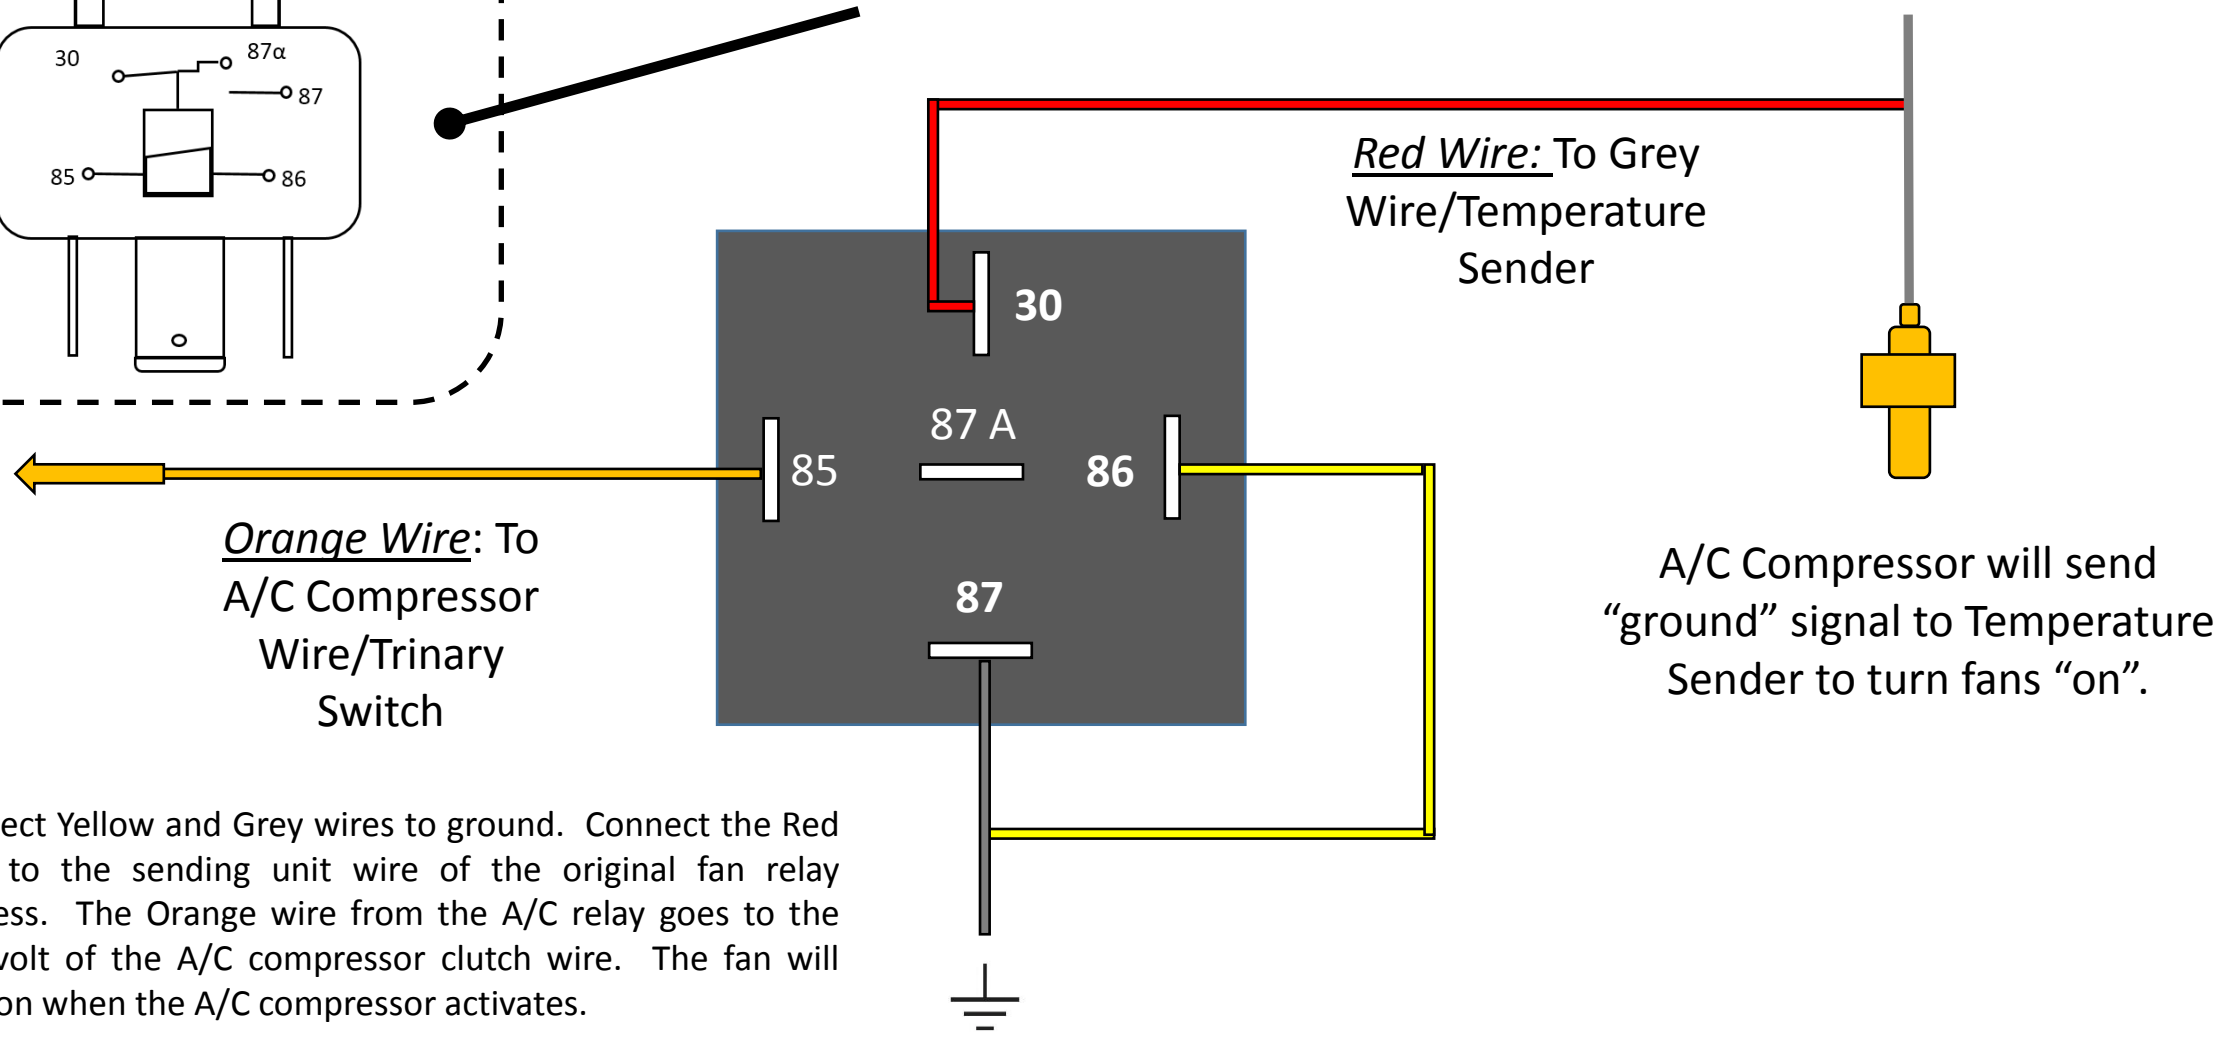 30
87α
87
85
86
Red Wire: To Grey
Wire/Temperature
Sender
30
87 A
85
86
87
Orange Wire: To
A/C Compressor
Wire/Trinary
Switch
A/C Compressor will send
“ground” signal to Temperature
Sender to turn fans “on”.
ect Yellow and Grey wires to ground. Connect the Red
to the sending unit wire of the original fan relay
ess. The Orange wire from the A/C relay goes to the
volt of the A/C compressor clutch wire. The fan will
on when the A/C compressor activates.